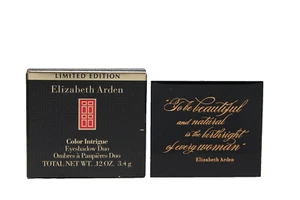 LIMITED EDITION
Elizabeth Arden
Color Intrigue
Eyeshadow Duo
Ombres à Paupières Duo
TOTAL NET WT. .12 OZ. 3.4 g
"To be beautiful
and natural
is the birthright
of every woman"
Elizabeth Arden